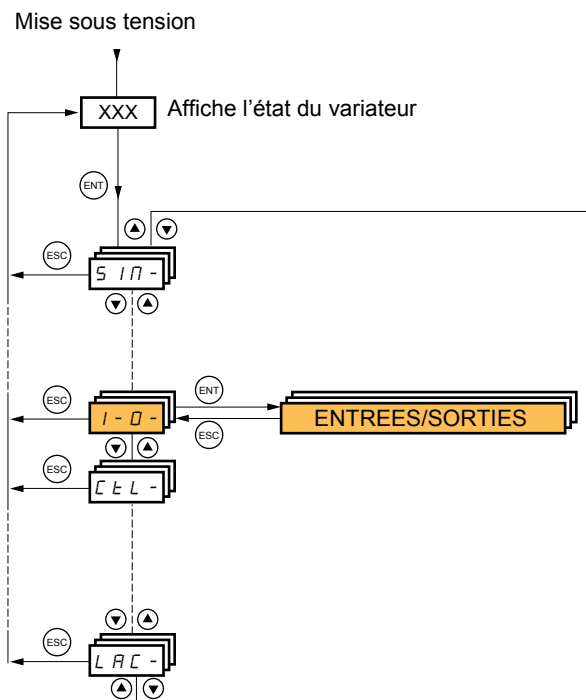 Mise sous tension
XXX Affiche l'état du variateur
ENT
ESC
SIM-
ESC
I-O-
ENT
ENTREES/SORTIES
ESC
ESC
CtL-
ESC
LAC-